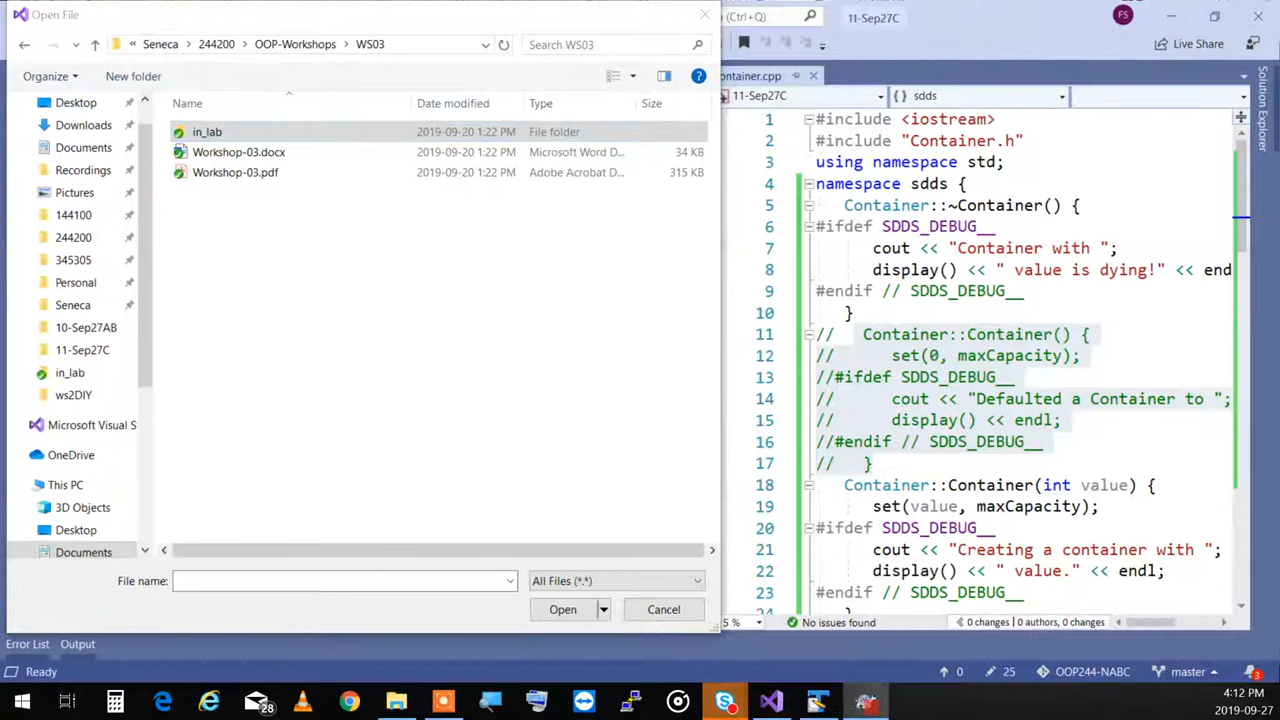 Open File
Seneca 244200 OOP-Workshops WS03
Search WS03
Organize
New folder
Name
Date modified
Type
Size
in_lab 2019-09-20 1:22 PM File folder
Workshop-03.docx 2019-09-20 1:22 PM Microsoft Word D... 34 KB
Workshop-03.pdf 2019-09-20 1:22 PM Adobe Acrobat D... 315 KB
Desktop
Downloads
Documents
Recordings
Pictures
144100
244200
345305
Personal
Seneca
10-Sep27AB
11-Sep27C
in_lab
ws2DIY
Microsoft Visual S
OneDrive
This PC
3D Objects
Desktop
Documents
File name:
All Files (*.*)
Open
Cancel
(Ctrl+Q)
11-Sep27C
FS
Live Share
ontainer.cpp
11-Sep27C
{ } sdds
Solution Explorer
1 #include <iostream>
2 #include "Container.h"
3 using namespace std;
4 namespace sdds {
5 Container::~Container() {
6 #ifdef SDDS_DEBUG__
7 cout << "Container with ";
8 display() << " value is dying!" << end
9 #endif // SDDS_DEBUG__
10 }
11 // Container::Container() {
12 // set(0, maxCapacity);
13 //#ifdef SDDS_DEBUG__
14 // cout << "Defaulted a Container to ";
15 // display() << endl;
16 //#endif // SDDS_DEBUG__
17 // }
18 Container::Container(int value) {
19 set(value, maxCapacity);
20 #ifdef SDDS_DEBUG__
21 cout << "Creating a container with ";
22 display() << " value." << endl;
23 #endif // SDDS_DEBUG__
24 }
5 %
No issues found
0 changes | 0 authors, 0 changes
Error List
Output
Ready
0
25
OOP244-NABC
master
3
28
4:12 PM
2019-09-27